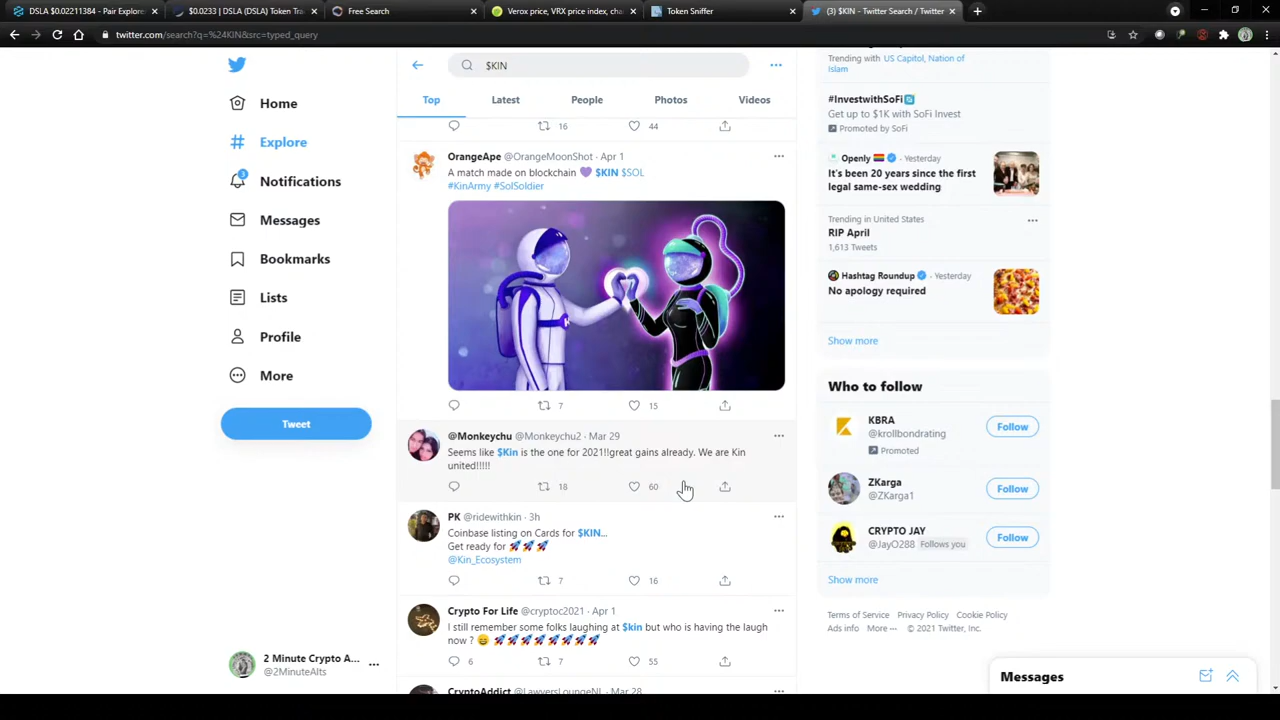 DSLA $0.02211384 - Pair Explore
$0.0233 | DSLA (DSLA) Token Tra
Free Search
Verox price, VRX price index, cha
Token Sniffer
(3) $KIN - Twitter Search / Twitter
twitter.com/search?q=%24KIN&src=typed_query
Home
Explore
3
Notifications
Messages
Bookmarks
Lists
Profile
More
Tweet
2 Minute Crypto A...
@2MinuteAlts
$KIN
Top
Latest
People
Photos
Videos
16
44
OrangeApe @OrangeMoonShot · Apr 1
A match made on blockchain 💜 $KIN $SOL
#KinArmy #SolSoldier
7
15
@Monkeychu @Monkeychu2 · Mar 29
Seems like $Kin is the one for 2021!!great gains already. We are Kin
united!!!!!
18
60
PK @ridewithkin · 3h
Coinbase listing on Cards for $KIN...
Get ready for 🚀🚀🚀
@Kin_Ecosystem
7
16
Crypto For Life @cryptoc2021 · Apr 1
I still remember some folks laughing at $kin but who is having the laugh
now ? 😄 🚀🚀🚀🚀🚀🚀🚀🚀
6
7
55
CryptoAddict @LawyersLoungeNL · Mar 28
Trending with US Capitol, Nation of
Islam
#InvestwithSoFi
Get up to $1K with SoFi Invest
Promoted by SoFi
Openly 🏳️‍🌈 · Yesterday
It's been 20 years since the first
legal same-sex wedding
Trending in United States
RIP April
1,613 Tweets
Hashtag Roundup · Yesterday
No apology required
Show more
Who to follow
KBRA
@krollbondrating
Promoted
Follow
ZKarga
@ZKarga1
Follow
CRYPTO JAY
@JayO288 Follows you
Follow
Show more
Terms of Service Privacy Policy Cookie Policy
Ads info More ··· © 2021 Twitter, Inc.
Messages